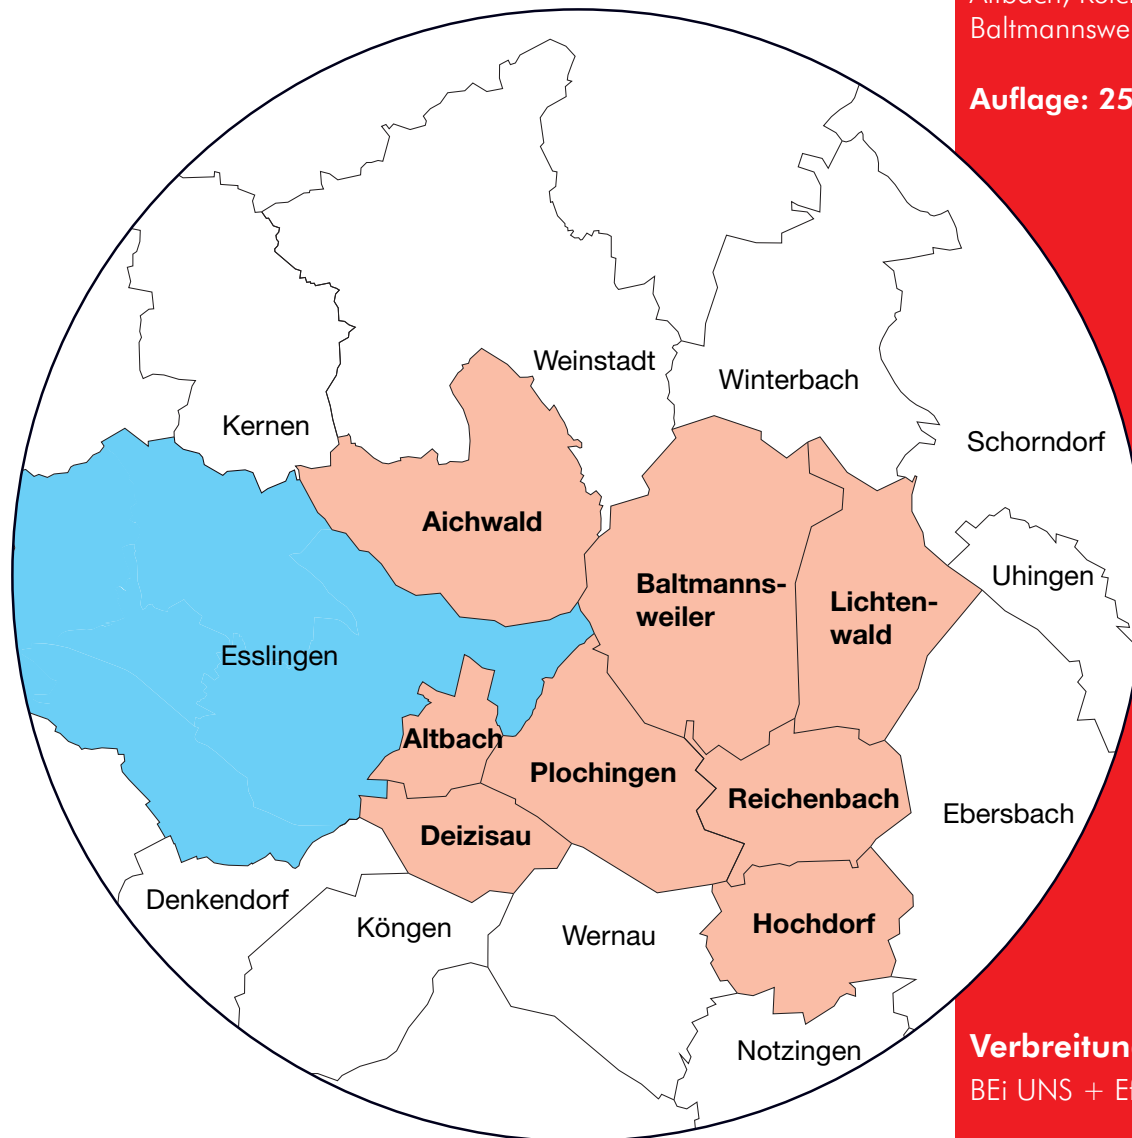 Baltmannswe
Auflage: 25
Weinstadt
Winterbach
Kernen
Schorndorf
Aichwald
Uhingen
Baltmanns-
weiler
Lichten-
wald
Esslingen
Altbach
Plochingen
Reichenbach
Ebersbach
Deizisau
Denkendorf
Köngen
Wernau
Hochdorf
Notzingen
Verbreitun
BEi UNS +